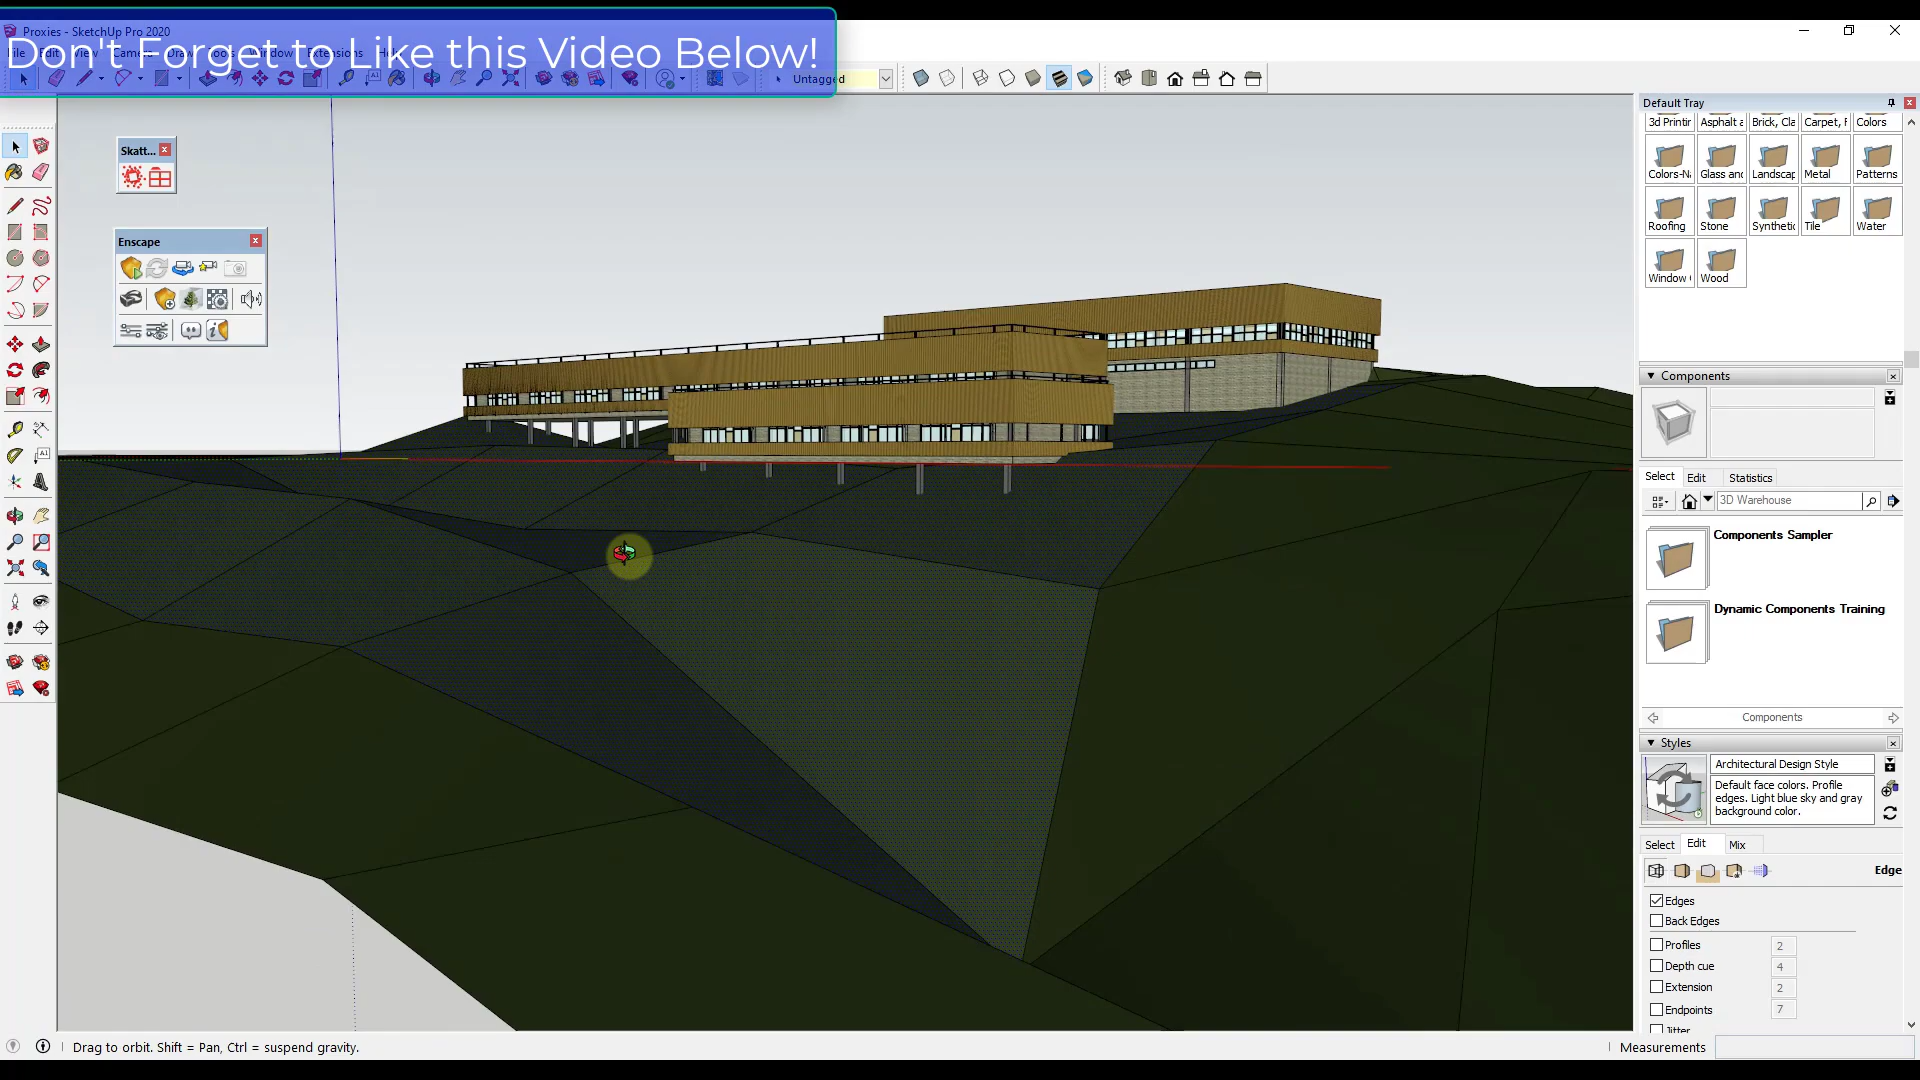 Proxies - SketchUp Pro 2020
Don't Forget to Like this Video Below!
Untagged
Default Tray
3d Printin
Asphalt a
Brick, Cla
Carpet, F
Colors
Colors-Na
Glass and
Landscap
Metal
Patterns
Roofing
Stone
Synthetic
Tile
Water
Window
Wood
Skatt...
Enscape
Components
Select
Edit
Statistics
3D Warehouse
Components Sampler
Dynamic Components Training
Components
Styles
Architectural Design Style
Default face colors. Profile
edges. Light blue sky and gray
background color.
Select
Edit
Mix
Edge
Edges
Back Edges
Profiles
2
Depth cue
4
Extension
2
Endpoints
7
Jitter
Drag to orbit. Shift = Pan, Ctrl = suspend gravity.
Measurements